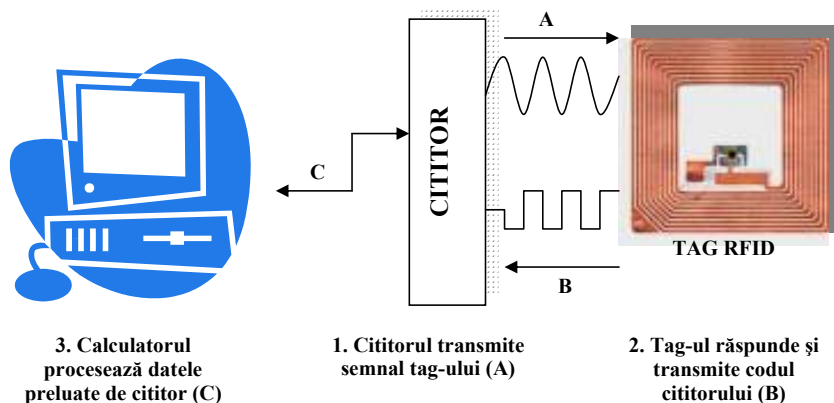 A
CITITOR
C
B
TAG RFID
3. Calculatorul
procesează datele
preluate de cititor (C)
1. Cititorul transmite
semnal tag-ului (A)
2. Tag-ul răspunde şi
transmite codul
cititorului (B)